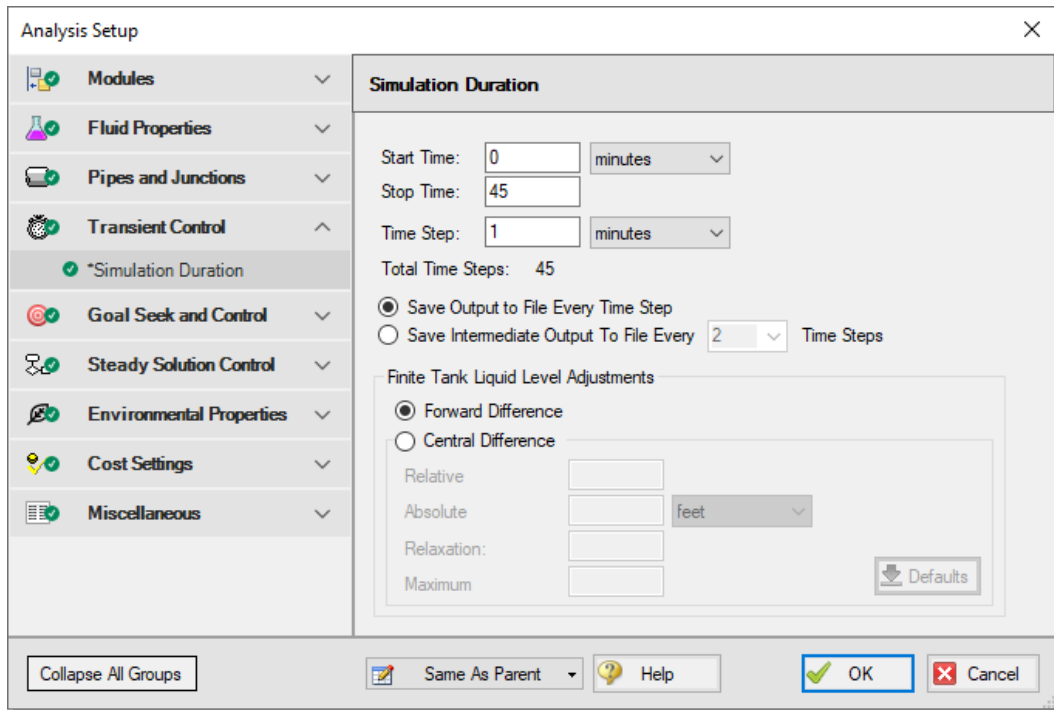 Analysis Setup
Modules
Fluid Properties
Pipes and Junctions
Transient Control
*Simulation Duration
Goal Seek and Control
Steady Solution Control
Environmental Properties
Cost Settings
Miscellaneous
Simulation Duration
Start Time: 0 minutes
Stop Time: 45
Time Step: 1 minutes
Total Time Steps: 45
Save Output to File Every Time Step
Save Intermediate Output To File Every 2 Time Steps
Finite Tank Liquid Level Adjustments
Forward Difference
Central Difference
Relative
Absolute feet
Relaxation:
Maximum
Defaults
Collapse All Groups Same As Parent Help OK Cancel